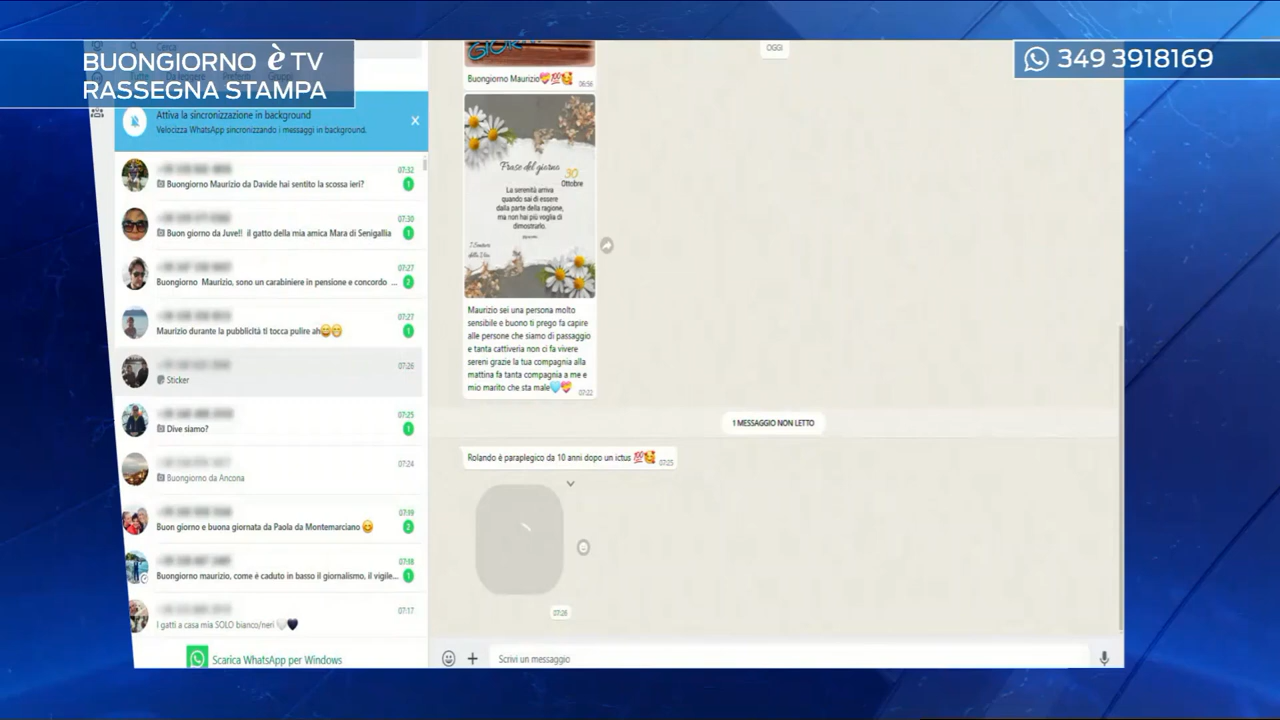 BUONGIORNO è TV
RASSEGNA STAMPA
349 3918169
Cerca
Attiva la sincronizzazione in background
Velocizza WhatsApp sincronizzando i messaggi in background.
07:32
Buongiorno Maurizio da Davide hai sentito la scossa ieri?
1
07:30
Buon giorno da Juve!! il gatto della mia amica Mara di Senigallia
1
07:27
Buongiorno Maurizio, sono un carabiniere in pensione e concordo ...
2
07:27
Maurizio durante la pubblicità ti tocca pulire ah😄😁
1
07:26
Sticker
07:25
Dive siamo?
1
07:24
Buongiorno da Ancona
07:19
Buon giorno e buona giornata da Paola da Montemarciano 😊
2
07:18
Buongiorno maurizio, come è caduto in basso il giornalismo, il vigile...
1
07:17
I gatti a casa mia SOLO bianco/neri 🤍🖤
Scarica WhatsApp per Windows
OGGI
Buongiorno Maurizio💝💯🥰
06:56
Frase del giorno
30
Ottobre
La serenità arriva
quando sai di essere
dalla parte della ragione,
ma non hai più voglia di
dimostrarlo.
Maurizio sei una persona molto
sensibile e buono ti prego fa capire
alle persone che siamo di passaggio
e tanta cattiveria non ci fa vivere
sereni grazie la tua compagnia alla
mattina fa tanta compagnia a me e
mio marito che sta male🩵💝
07:22
1 MESSAGGIO NON LETTO
Rolando è paraplegico da 10 anni dopo un ictus 💯🥰
07:25
07:26
Scrivi un messaggio